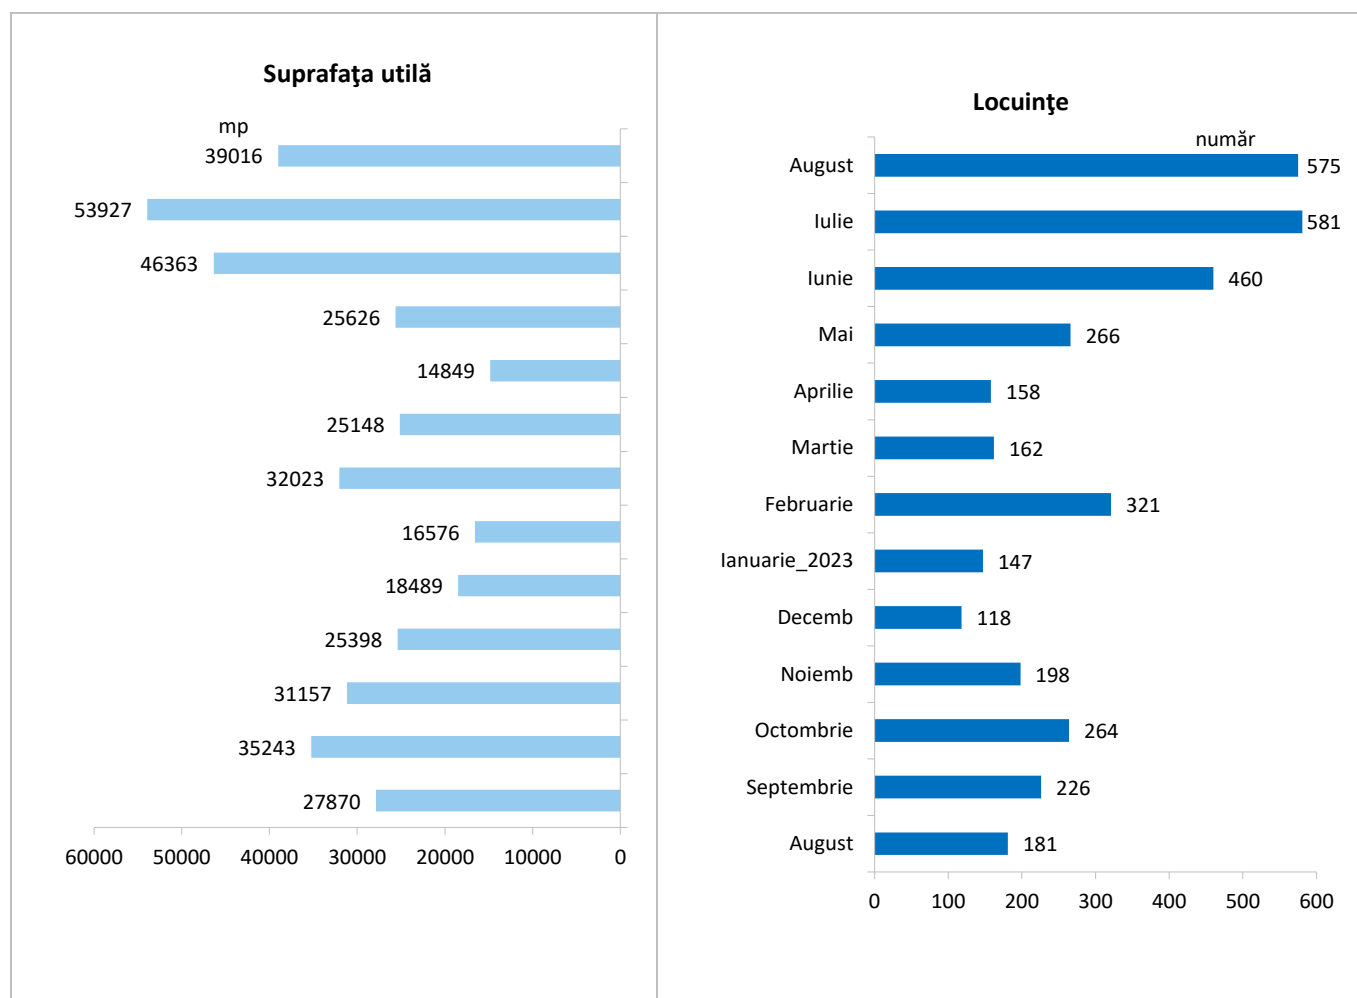 Suprafaţa utilă
mp
39016
53927
46363
25626
14849
25148
32023
16576
18489
25398
31157
35243
27870
60000 50000 40000 30000 20000 10000 0
Locuinţe
număr
August 575
Iulie 581
Iunie 460
Mai 266
Aprilie 158
Martie 162
Februarie 321
Ianuarie_2023 147
Decemb 118
Noiemb 198
Octombrie 264
Septembrie 226
August 181
0 100 200 300 400 500 600